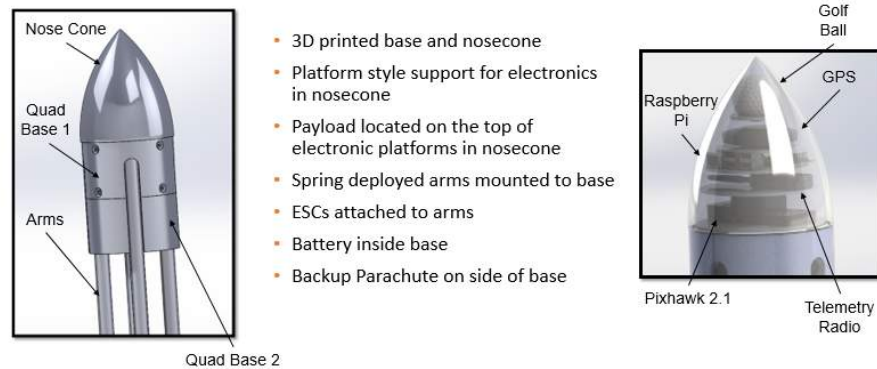 Nose Cone
Quad
Base 1
Arms
Quad Base 2
• 3D printed base and nosecone
• Platform style support for electronics
in nosecone
• Payload located on the top of
electronic platforms in nosecone
• Spring deployed arms mounted to base
• ESCs attached to arms
• Battery inside base
• Backup Parachute on side of base
Golf
Ball
GPS
Raspberry
Pi
Pixhawk 2.1
Telemetry
Radio